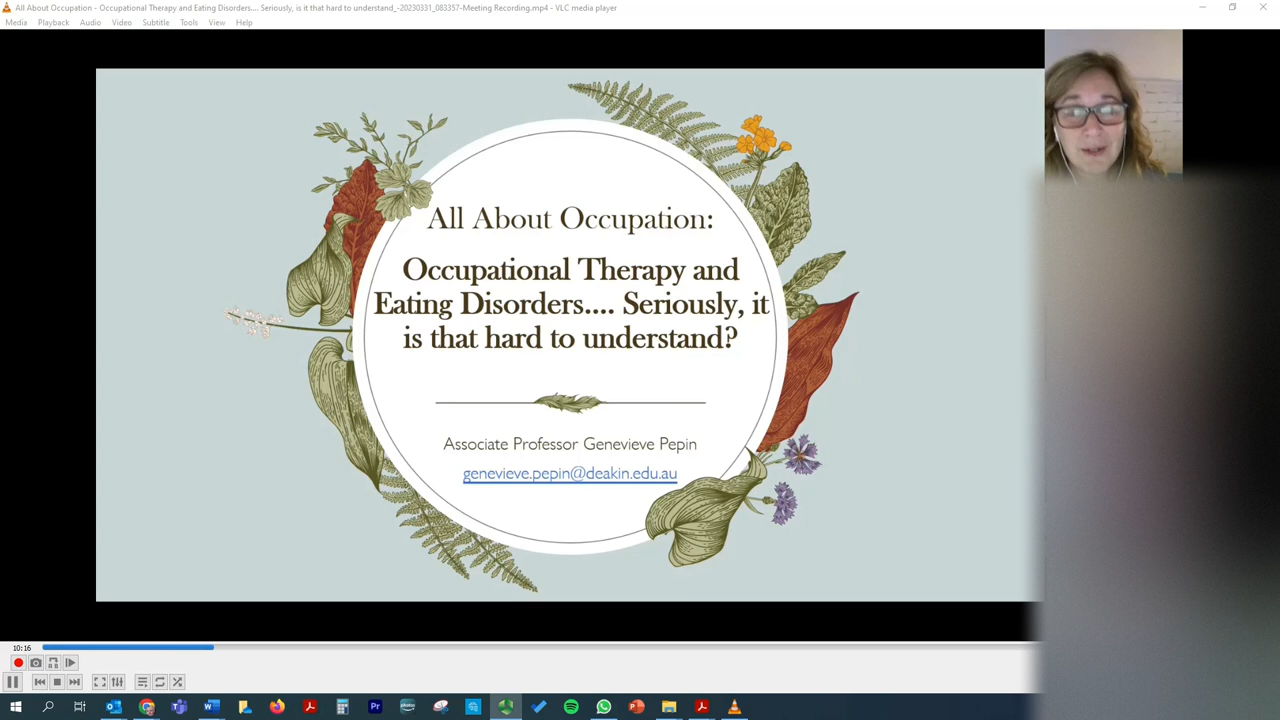 All About Occupation - Occupational Therapy and Eating Disorders.... Seriously, is it that hard to understand_-20230331_083357-Meeting Recording.mp4 - VLC media player
Media Playback Audio Video Subtitle Tools View Help
All About Occupation:
Occupational Therapy and
Eating Disorders.... Seriously, it
is that hard to understand?
Associate Professor Genevieve Pepin
genevieve.pepin@deakin.edu.au
10:16
Pr